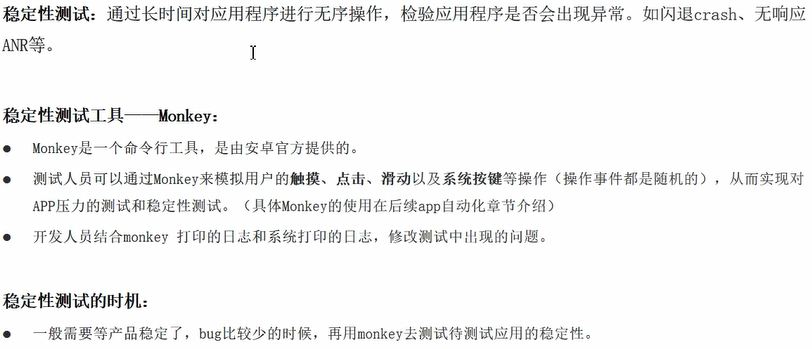 稳定性测试：通过长时间对应用程序进行无序操作，检验应用程序是否会出现异常。如闪退crash、无响应
ANR等。
稳定性测试工具——Monkey：
● Monkey是一个命令行工具，是由安卓官方提供的。
● 测试人员可以通过Monkey来模拟用户的触摸、点击、滑动以及系统按键等操作（操作事件都是随机的），从而实现对
APP压力的测试和稳定性测试。（具体Monkey的使用在后续app自动化章节介绍）
● 开发人员结合monkey 打印的日志和系统打印的日志，修改测试中出现的问题。
稳定性测试的时机：
● 一般需要等产品稳定了，bug比较少的时候，再用monkey去测试待测试应用的稳定性。